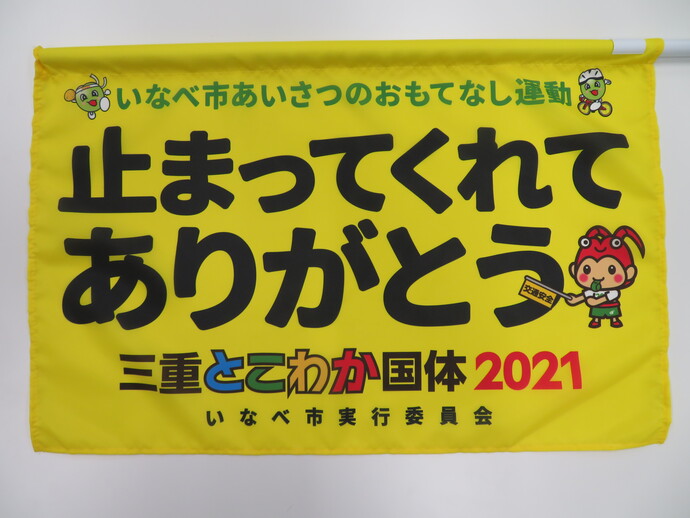 いなべ市あいさつのおもてなし運動
止まってくれて
ありがとう
交通安全
三重とこわか国体2021
いなべ市実行委員会